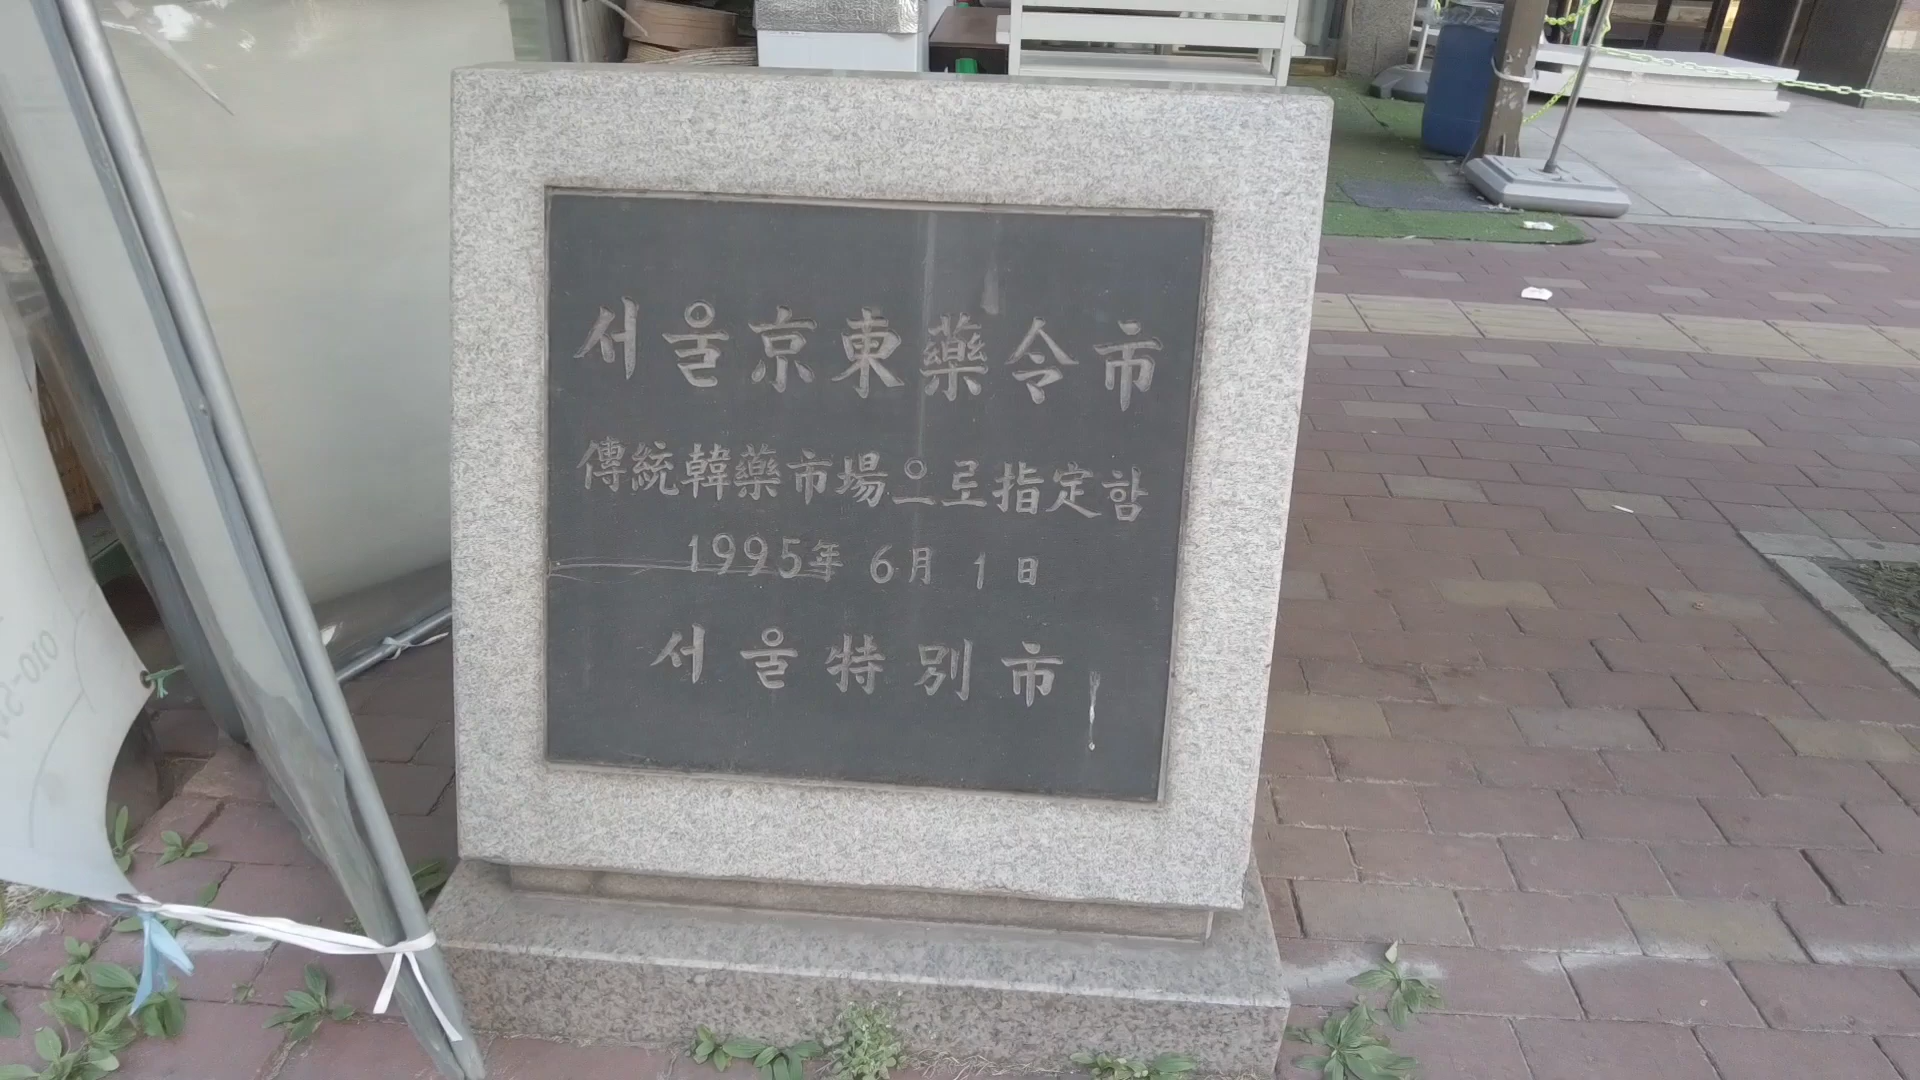 서울京東藥令市
傳統韓藥市場으로指定함
1995年 6月 1日
서울特別市